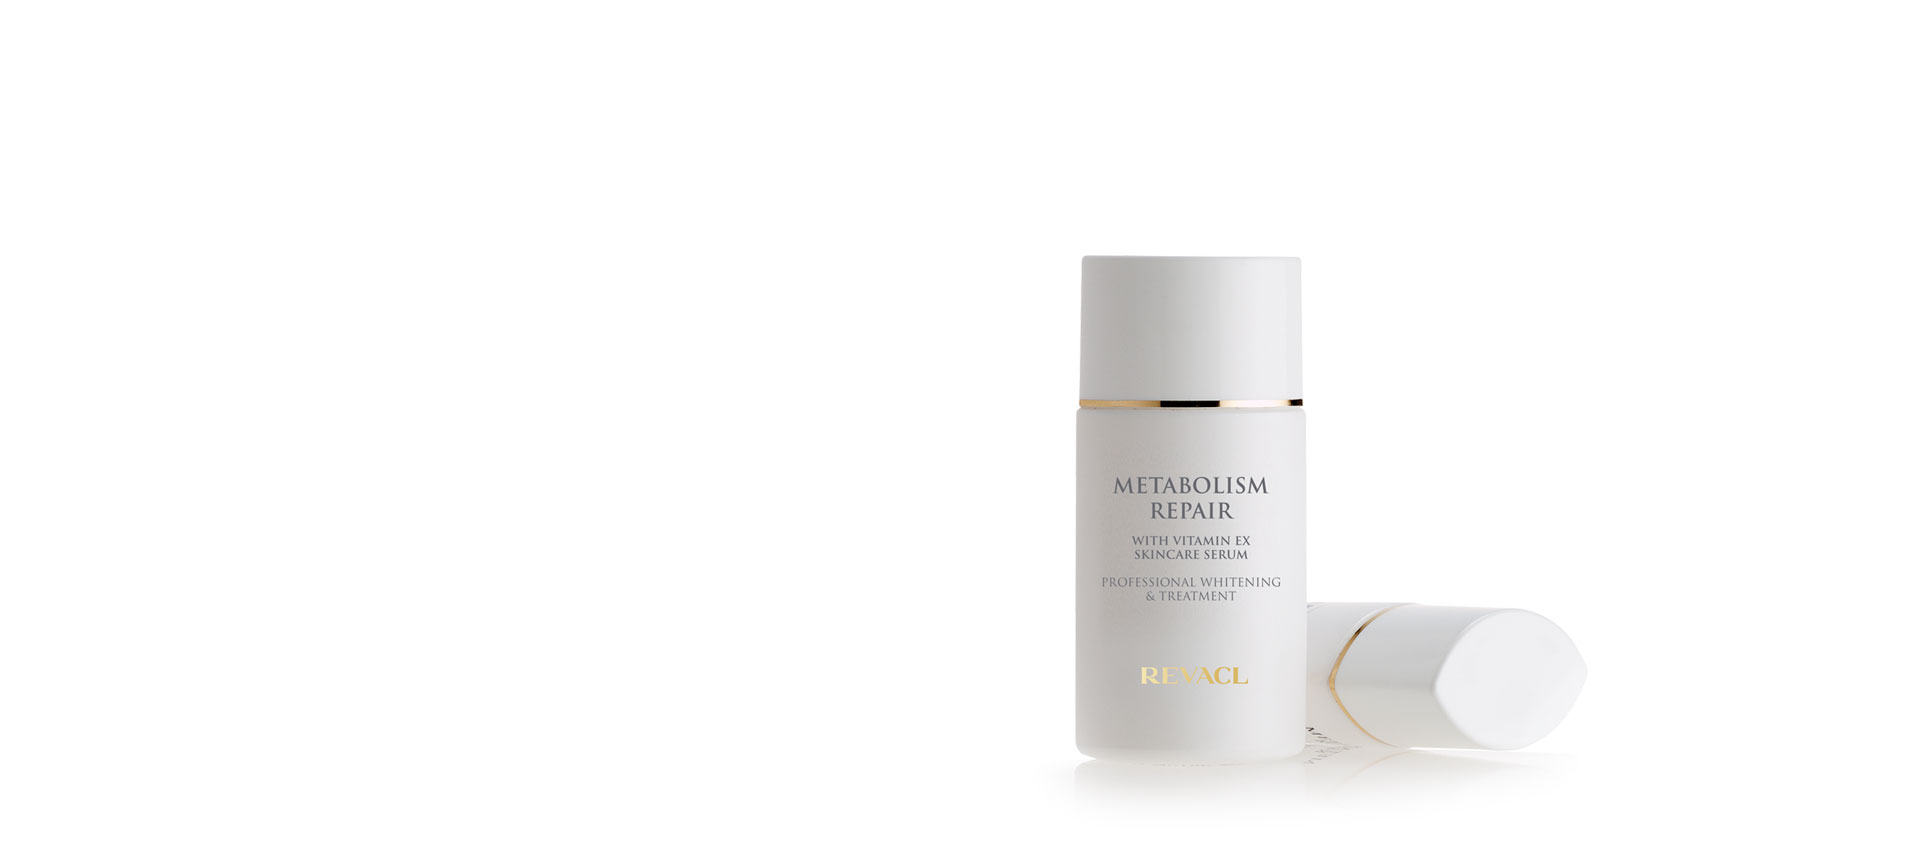 METABOLISM
REPAIR
WITH VITAMIN EX
SKINCARE SERUM
PROFESSIONAL WHITENING
& TREATMENT
REVACL